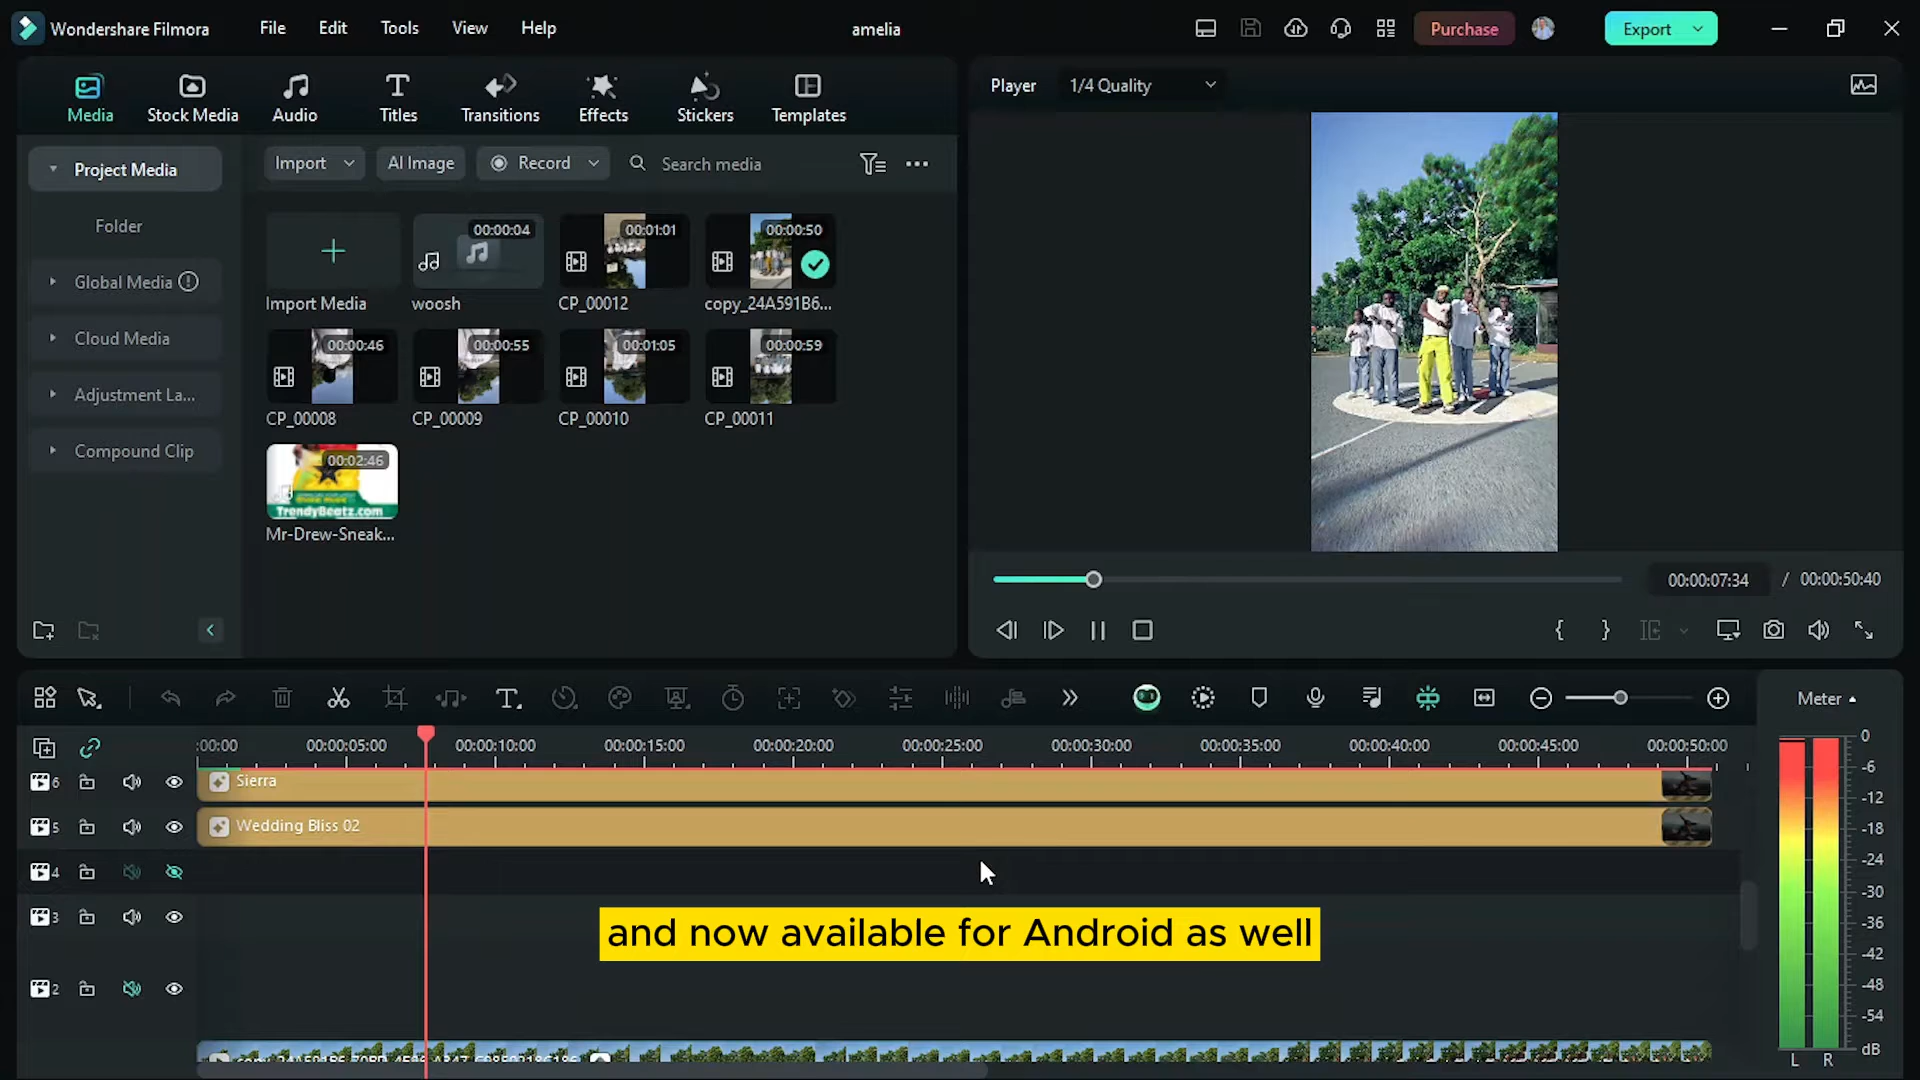 Wondershare Filmora
File
Edit
Tools
View
Help
amelia
Purchase
Export
Media
Stock Media
Audio
Titles
Transitions
Effects
Stickers
Templates
Player
1/4 Quality
Project Media
Folder
Global Media
Cloud Media
Adjustment La...
Compound Clip
Import
AI Image
Record
Search media
Import Media
00:00:04
woosh
00:01:01
CP_00012
00:00:50
copy_24A591B6...
00:00:46
CP_00008
00:00:55
CP_00009
00:01:05
CP_00010
00:00:59
CP_00011
00:02:46
TrendyBeatz.com
Mr-Drew-Sneak...
00:00:07:34 / 00:00:50:40
Meter
:00:00
00:00:05:00
00:00:10:00
00:00:15:00
00:00:20:00
00:00:25:00
00:00:30:00
00:00:35:00
00:00:40:00
00:00:45:00
00:00:50:00
6
Sierra
5
Wedding Bliss 02
4
3
2
and now available for Android as well
0
-6
-12
-18
-24
-30
-36
-42
-48
-54
dB
L R